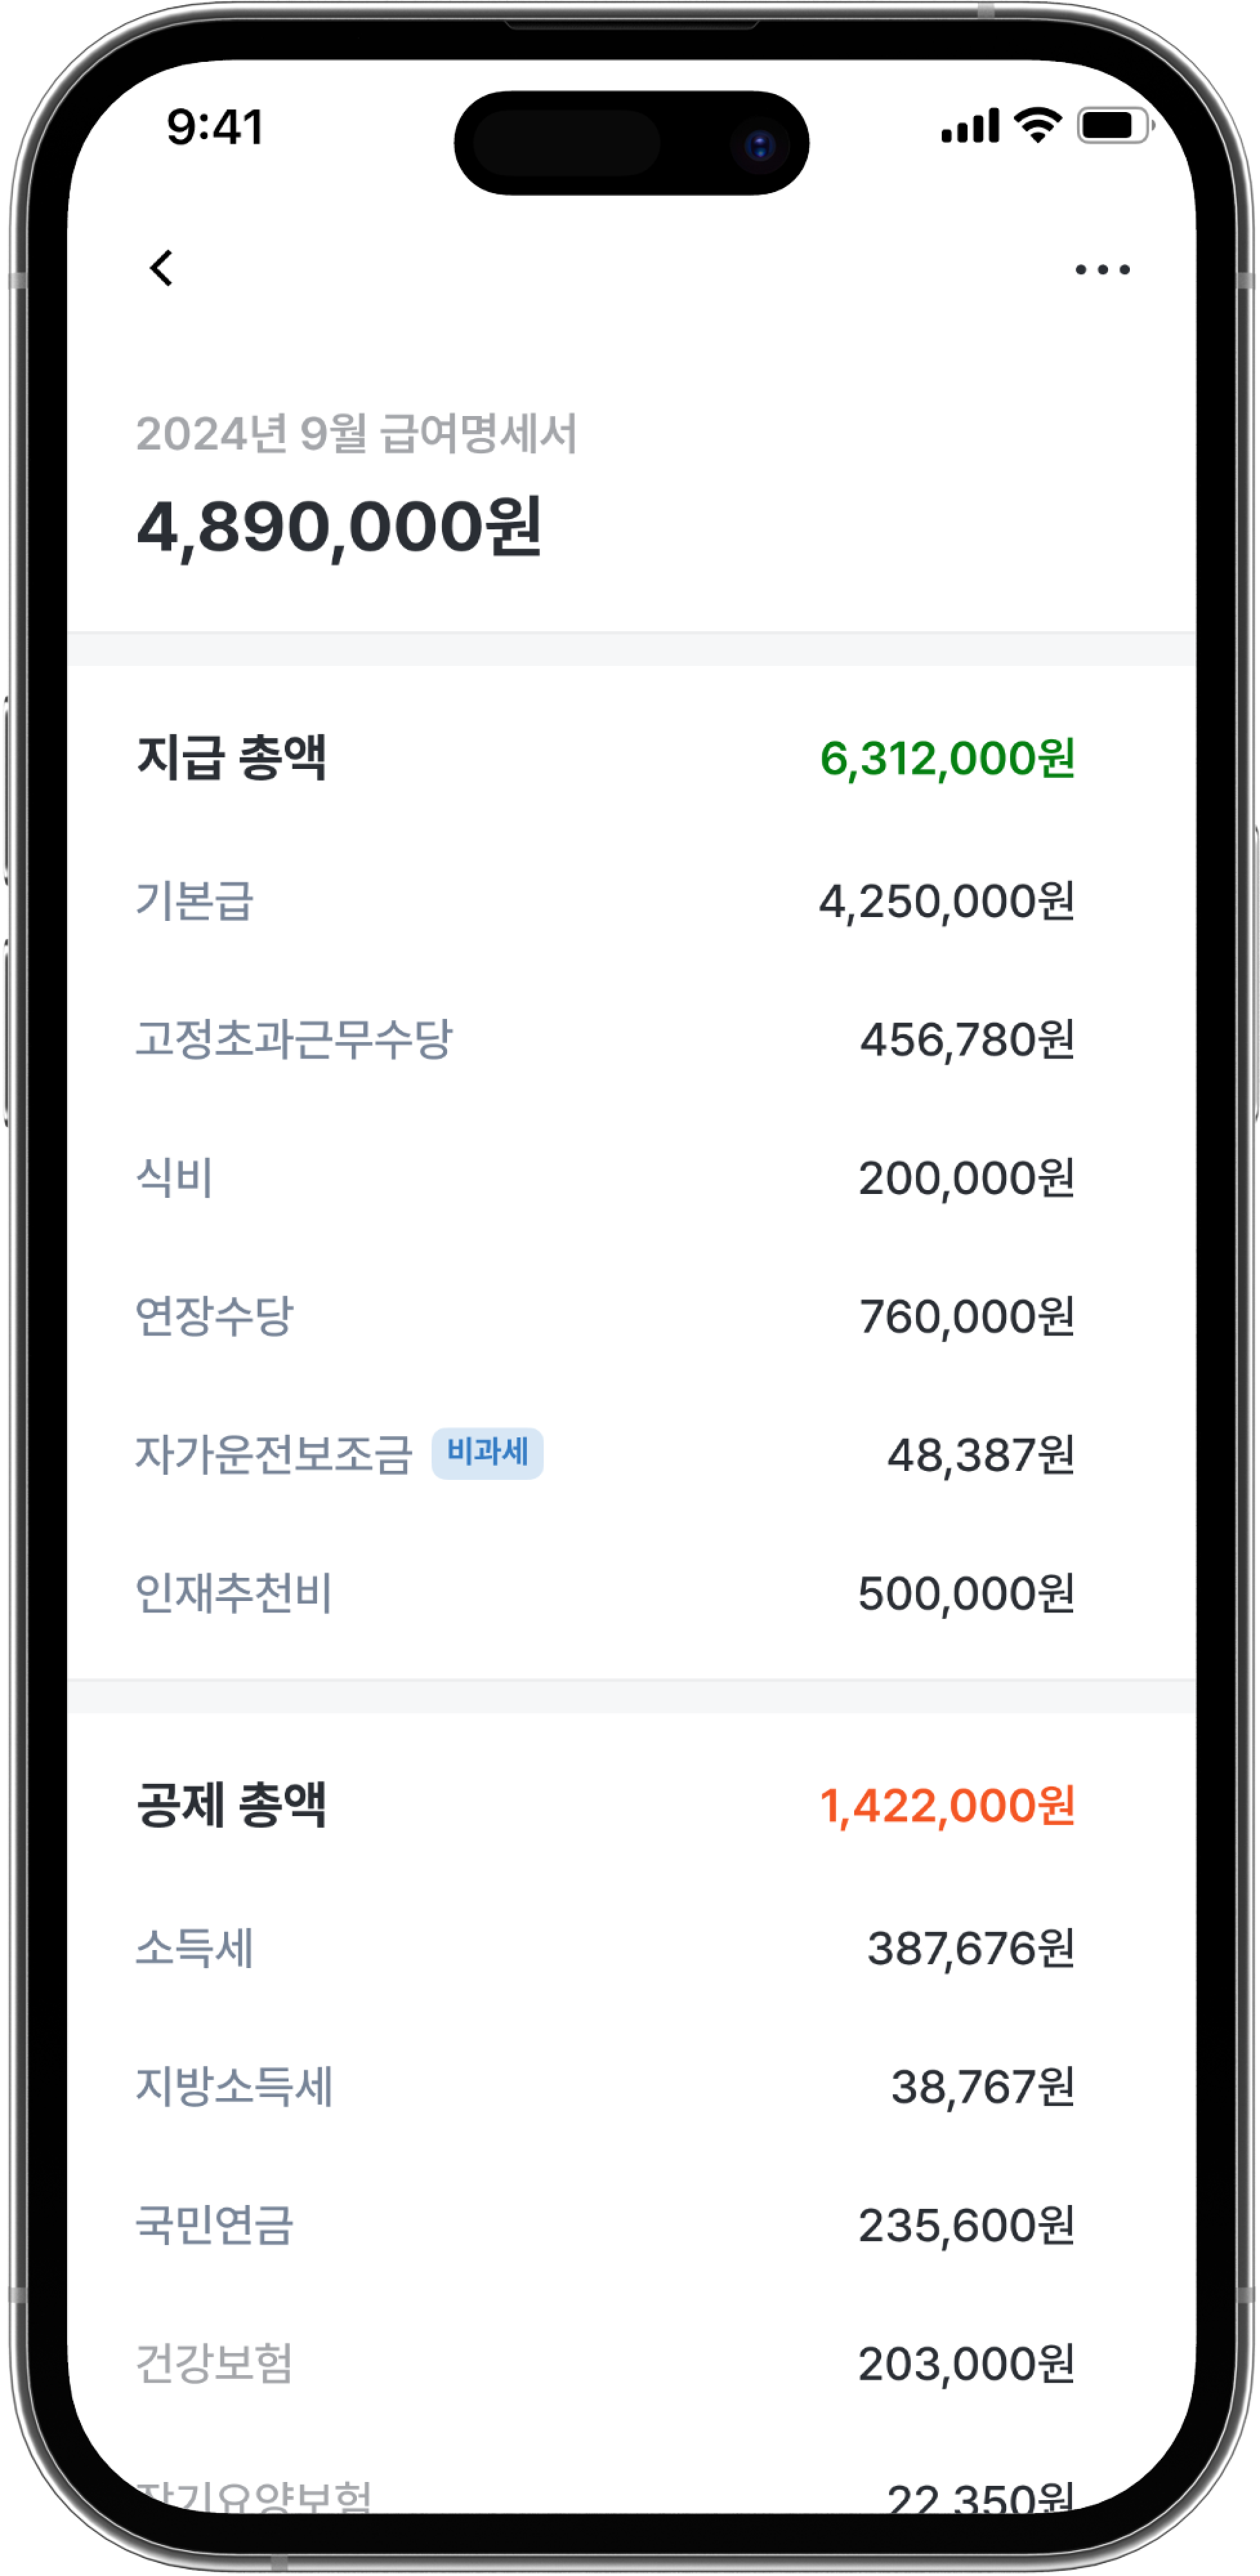 9:41
2024년 9월 급여명세서
4,890,000원
지급 총액 6,312,000원
기본급 4,250,000원
고정초과근무수당 456,780원
식비 200,000원
연장수당 760,000원
자가운전보조금 비과세 48,387원
인재추천비 500,000원
공제 총액 1,422,000원
소득세 387,676원
지방소득세 38,767원
국민연금 235,600원
건강보험 203,000원
장기요양보험 22,350원